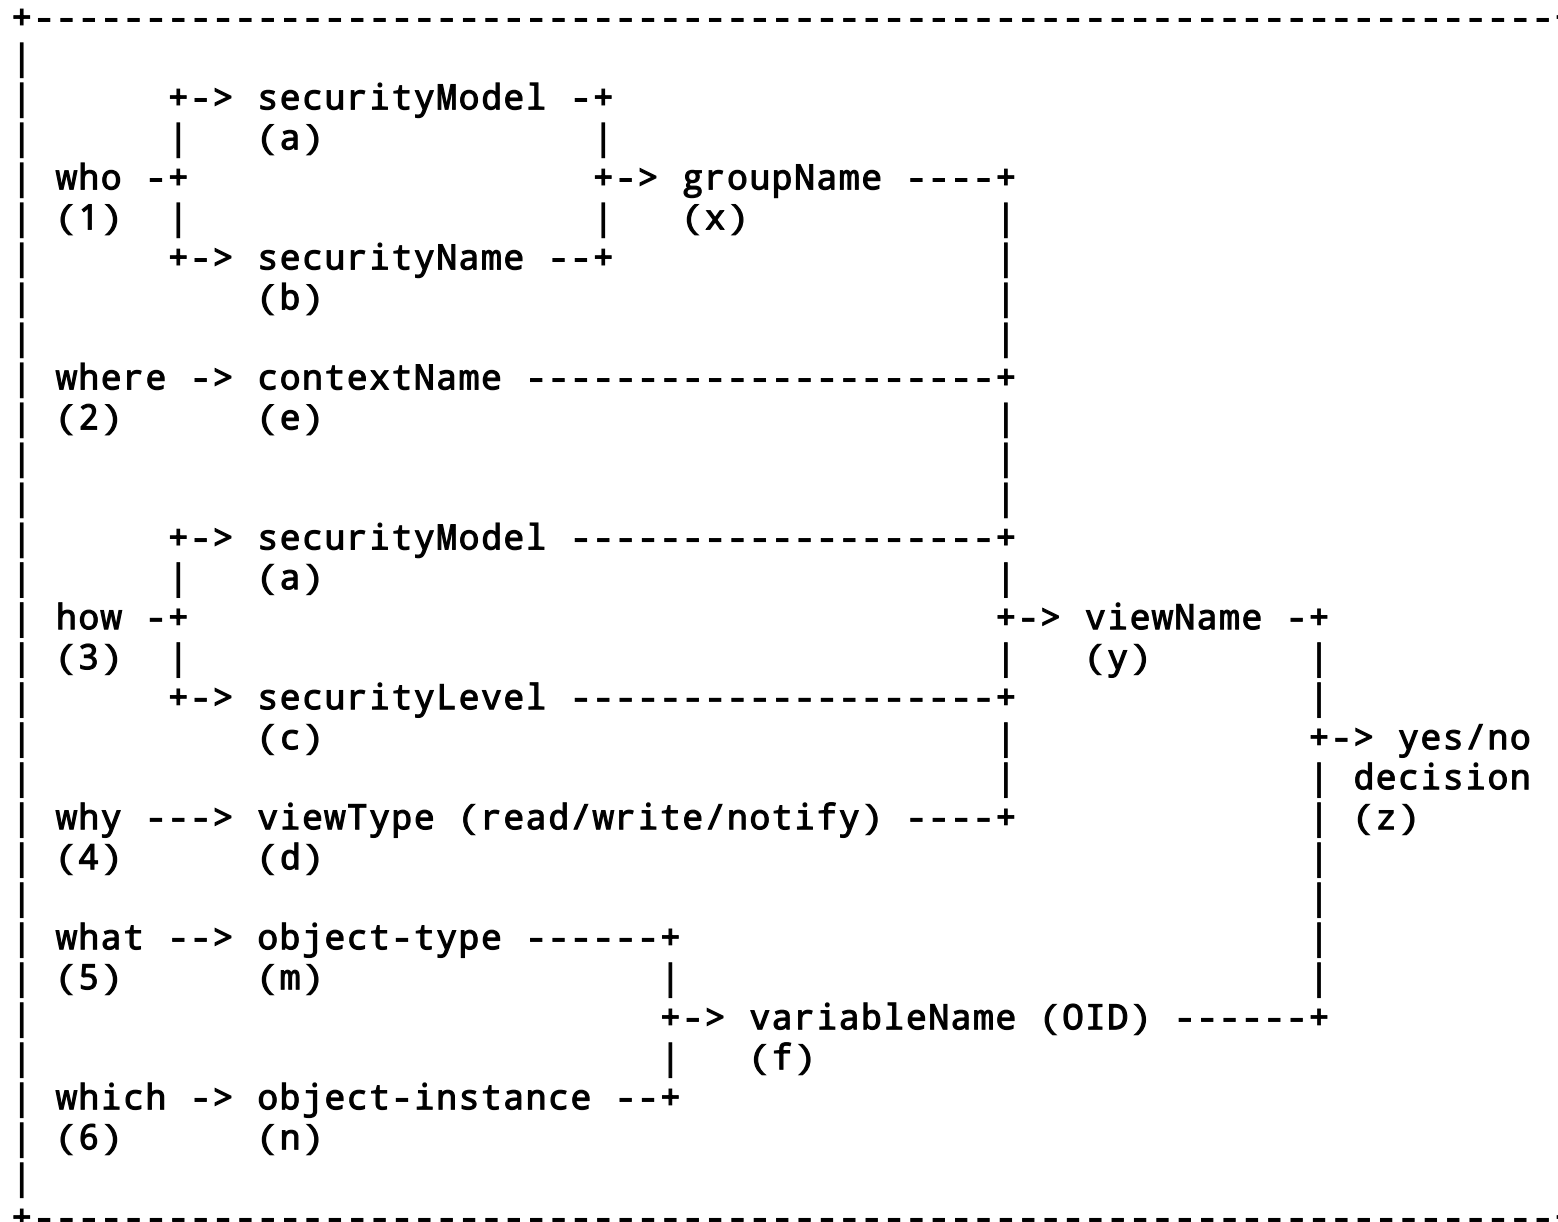 +--------------------------------------------------------------------+
|
|      +-> securityModel -+
|      |   (a)            |
| who -+                  +-> groupName ----+
| (1)  |                  |   (x)           |
|      +-> securityName --+                 |
|          (b)                              |
|                                           |
| where -> contextName ---------------------+
| (2)      (e)                              |
|                                           |
|                                           |
|      +-> securityModel -------------------+
|      |   (a)                              |
| how -+                                    +-> viewName -+
| (3)  |                                    |   (y)       |
|      +-> securityLevel -------------------+             |
|          (c)                              |             +-> yes/no
|                                           |             | decision
| why ---> viewType (read/write/notify) ----+             | (z)
| (4)      (d)                                            |
|                                                         |
| what --> object-type ------+                            |
| (5)      (m)               |                            |
|                            +-> variableName (OID) ------+
|                            |   (f)
| which -> object-instance --+
| (6)      (n)
|
+--------------------------------------------------------------------+